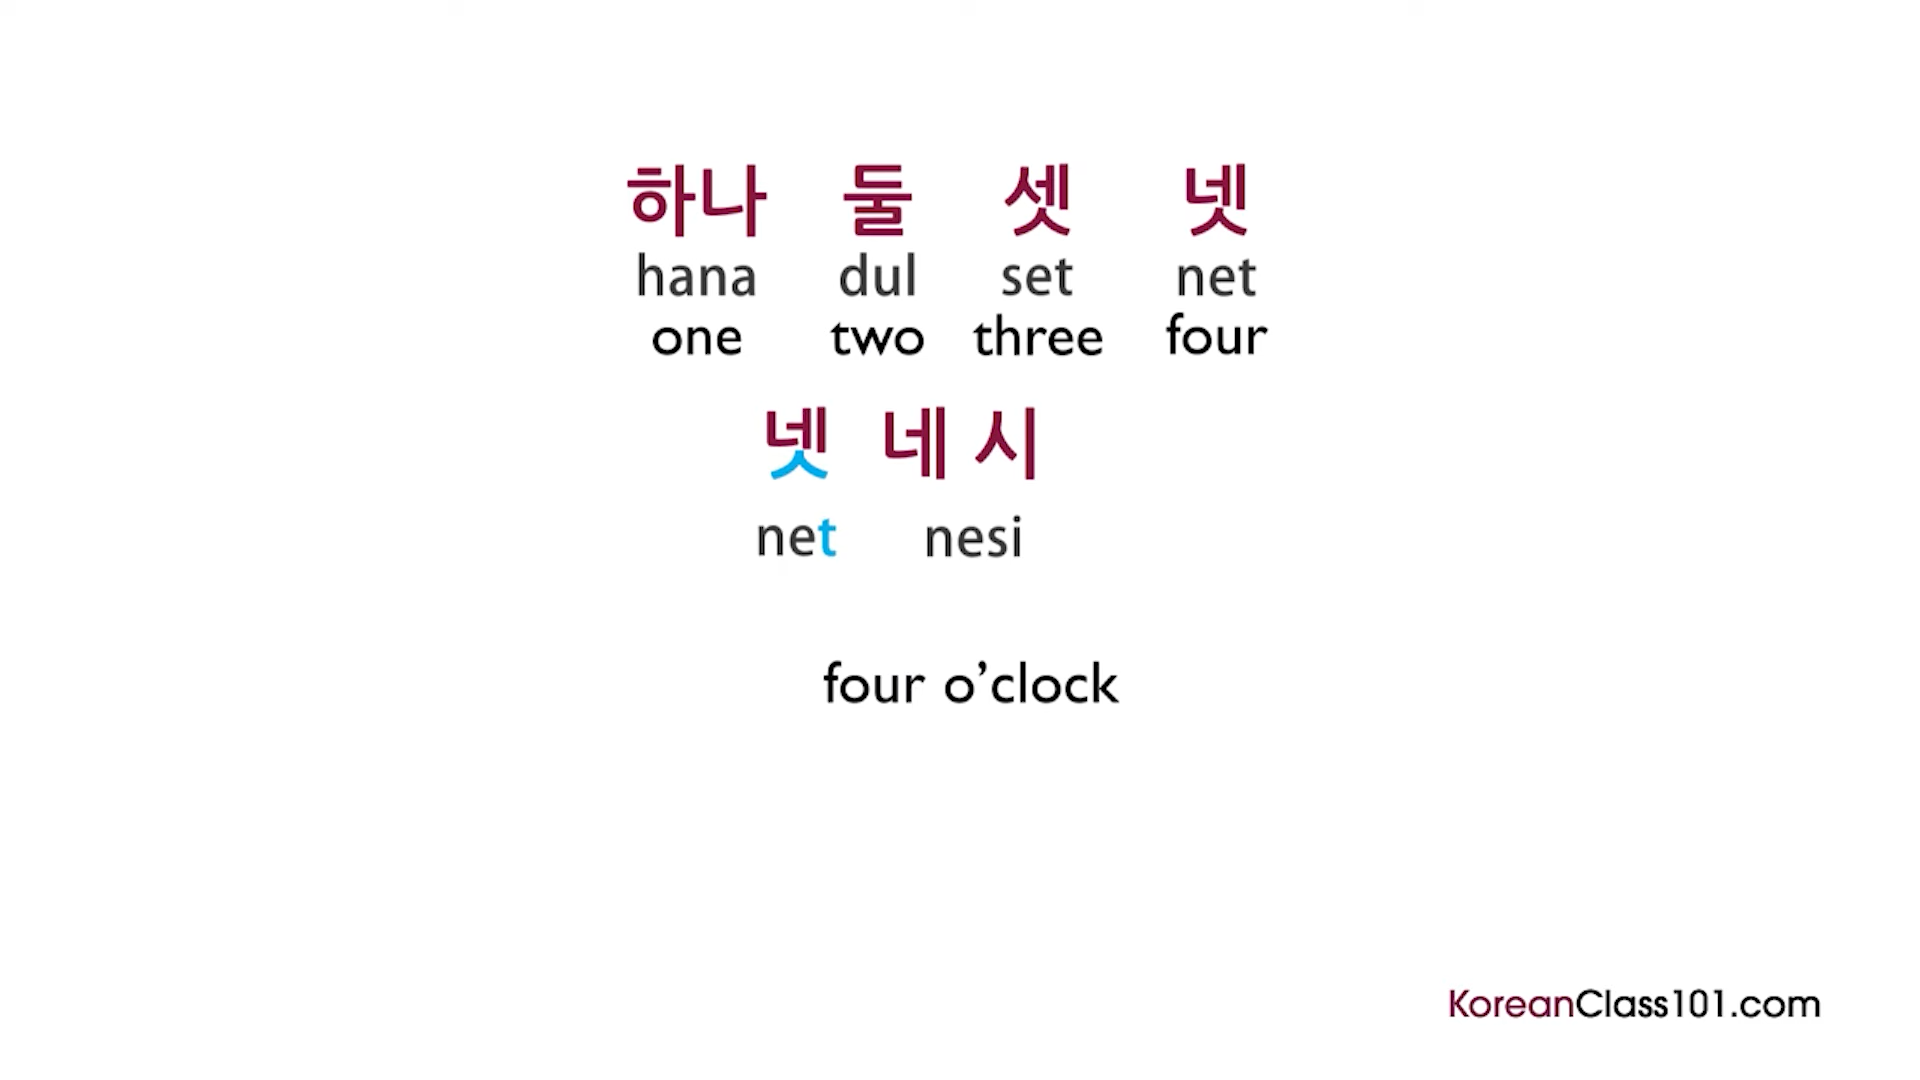 하나 둘 셋 넷
hana dul set net
one two three four
넷 네 시
net nesi
four o’clock
KoreanClass101.com